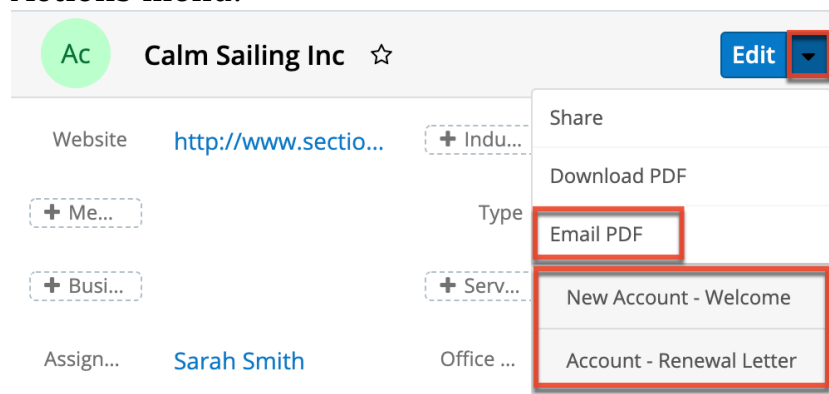 Actions menu.
Ac Calm Sailing Inc Edit
Share
Website http://www.sectio... + Indu...
Download PDF
+ Me... Type
Email PDF
+ Busi... + Serv... New Account - Welcome
Assign... Sarah Smith Office ... Account - Renewal Letter